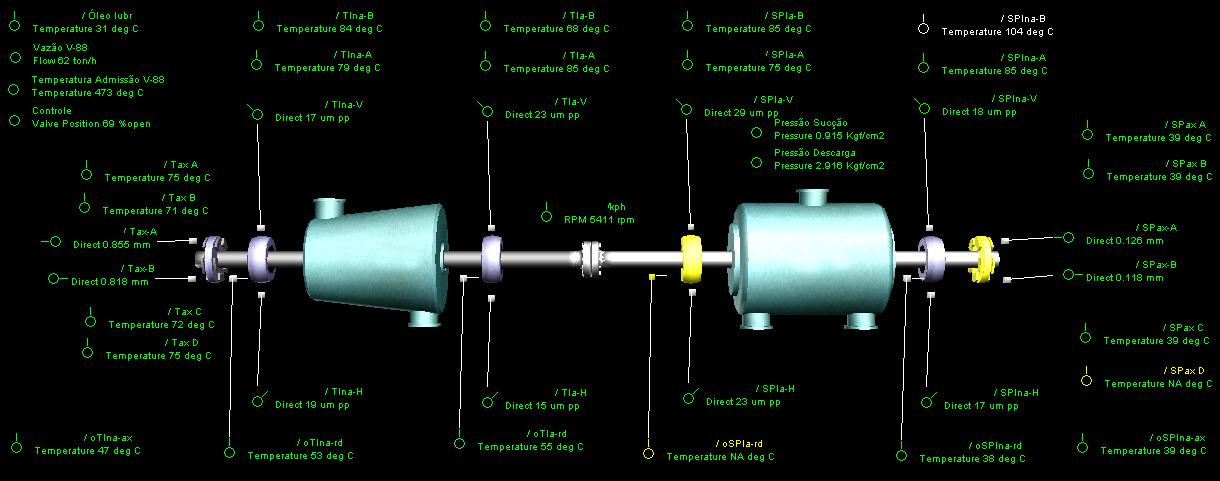 / Óleo lubr
Temperature 31 deg C
/ TIna-B
Temperature 84 deg C
/ TIa-B
Temperature 68 deg C
/ SPIa-B
Temperature 85 deg C
/ SPIna-B
Temperature 104 deg C
Vazão V-88
Flow 62 ton/h
/ TIna-A
Temperature 79 deg C
/ TIa-A
Temperature 85 deg C
/ SPIa-A
Temperature 75 deg C
/ SPIna-A
Temperature 85 deg C
Temperatura Admissão V-88
Temperature 473 deg C
Controle
Valve Position 69 %open
/ TIna-V
Direct 17 um pp
/ TIa-V
Direct 23 um pp
/ SPIa-V
Direct 29 um pp
/ SPIna-V
Direct 18 um pp
Pressão Sucção
Pressure 0.915 Kgf/cm2
Pressão Descarga
Pressure 2.916 Kgf/cm2
/ SPax A
Temperature 39 deg C
/ SPax B
Temperature 39 deg C
/ Tax A
Temperature 75 deg C
/ Tax B
Temperature 71 deg C
/kph
RPM 5411 rpm
/ Tax-A
Direct 0.855 mm
/ Tax-B
Direct 0.818 mm
/ SPax-A
Direct 0.126 mm
/ SPax-B
Direct 0.118 mm
/ Tax C
Temperature 72 deg C
/ Tax D
Temperature 75 deg C
/ SPax C
Temperature 39 deg C
/ SPax D
Temperature NA deg C
/ TIna-H
Direct 19 um pp
/ TIa-H
Direct 15 um pp
/ SPIa-H
Direct 23 um pp
/ SPIna-H
Direct 17 um pp
/ oTIna-ax
Temperature 47 deg C
/ oTIna-rd
Temperature 53 deg C
/ oTIa-rd
Temperature 55 deg C
/ oSPIa-rd
Temperature NA deg C
/ oSPIna-rd
Temperature 38 deg C
/ oSPIna-ax
Temperature 39 deg C